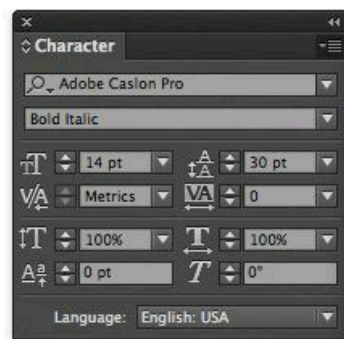 Character
Adobe Caslon Pro
Bold Italic
14 pt 30 pt
Metrics 0
100% 100%
0 pt 0°
Language: English: USA